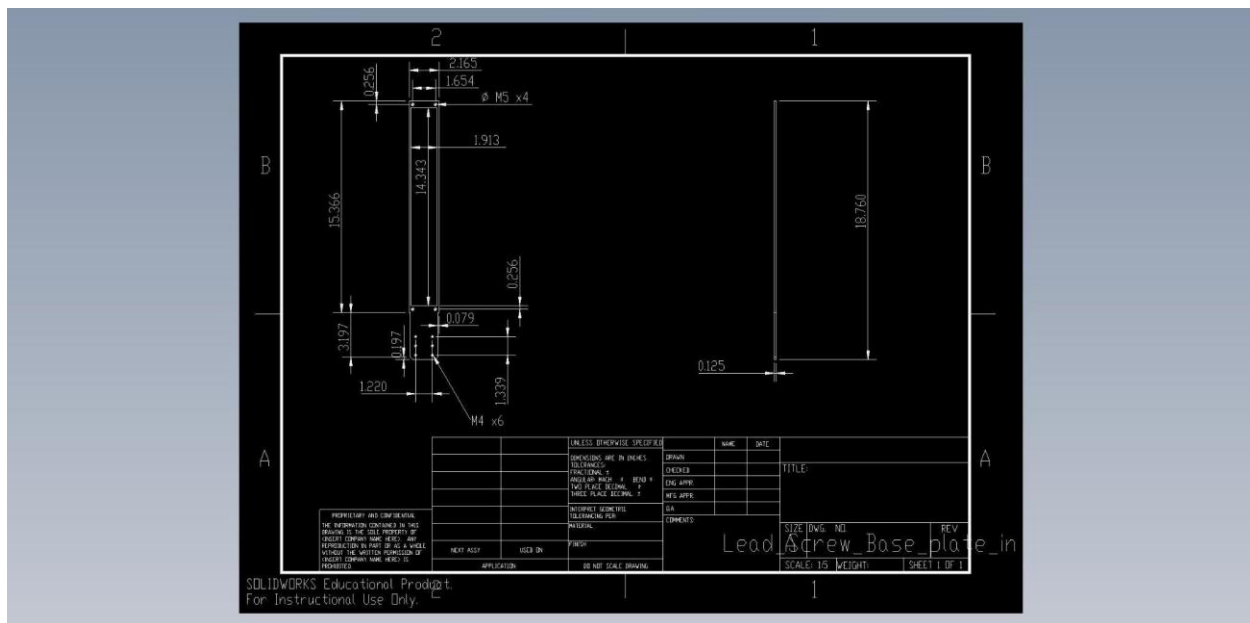 2
1
2.165
0.256
1.654
Ø M5 x4
B
1.913
B
14.343
15.366
18.760
0.256
0.079
3.197
0.197
0.125
1.220
1.339
M4 x6
A
A
UNLESS OTHERWISE SPECIFIED:
NAME
DATE
DIMENSIONS ARE IN INCHES
TOLERANCES:
FRACTIONAL ±
ANGULAR: MACH ± BEND ±
TWO PLACE DECIMAL ±
THREE PLACE DECIMAL ±
DRAWN
CHECKED
ENG APPR.
MFG APPR.
TITLE:
INTERPRET GEOMETRIC
TOLERANCING PER:
Q.A.
COMMENTS:
MATERIAL
FINISH
PROPRIETARY AND CONFIDENTIAL
THE INFORMATION CONTAINED IN THIS
DRAWING IS THE SOLE PROPERTY OF
<INSERT COMPANY NAME HERE>. ANY
REPRODUCTION IN PART OR AS A WHOLE
WITHOUT THE WRITTEN PERMISSION OF
<INSERT COMPANY NAME HERE> IS
PROHIBITED.
NEXT ASSY
USED ON
APPLICATION
DO NOT SCALE DRAWING
SIZE
DWG. NO.
REV
A
Lead_Screw_Base_plate_in
SCALE: 1:5
WEIGHT:
SHEET 1 OF 1
SOLIDWORKS Educational Product.
For Instructional Use Only.
2
1